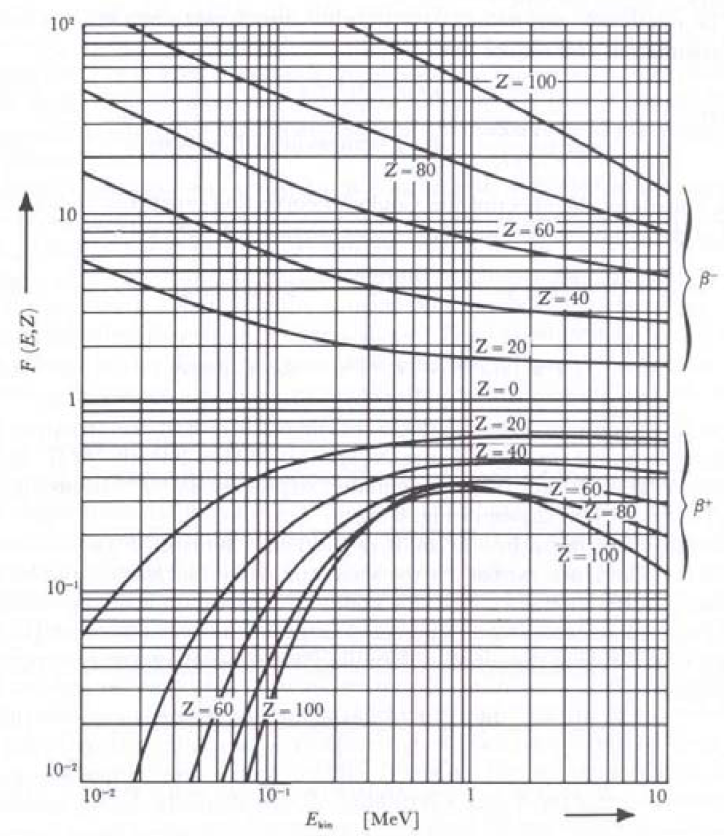 10²
Z = 100
Z = 80
10
Z = 60
β⁻
Z = 40
F (E,Z)
Z = 20
1
Z = 0
Z = 20
Z = 40
Z = 60
β⁺
Z = 80
Z = 100
10⁻¹
Z = 60
Z = 100
10⁻²
10⁻² 10⁻¹ 1 10
E_kin [MeV]